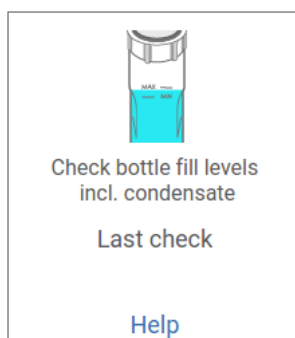 MAX
MIN
Check bottle fill levels
incl. condensate
Last check
Help